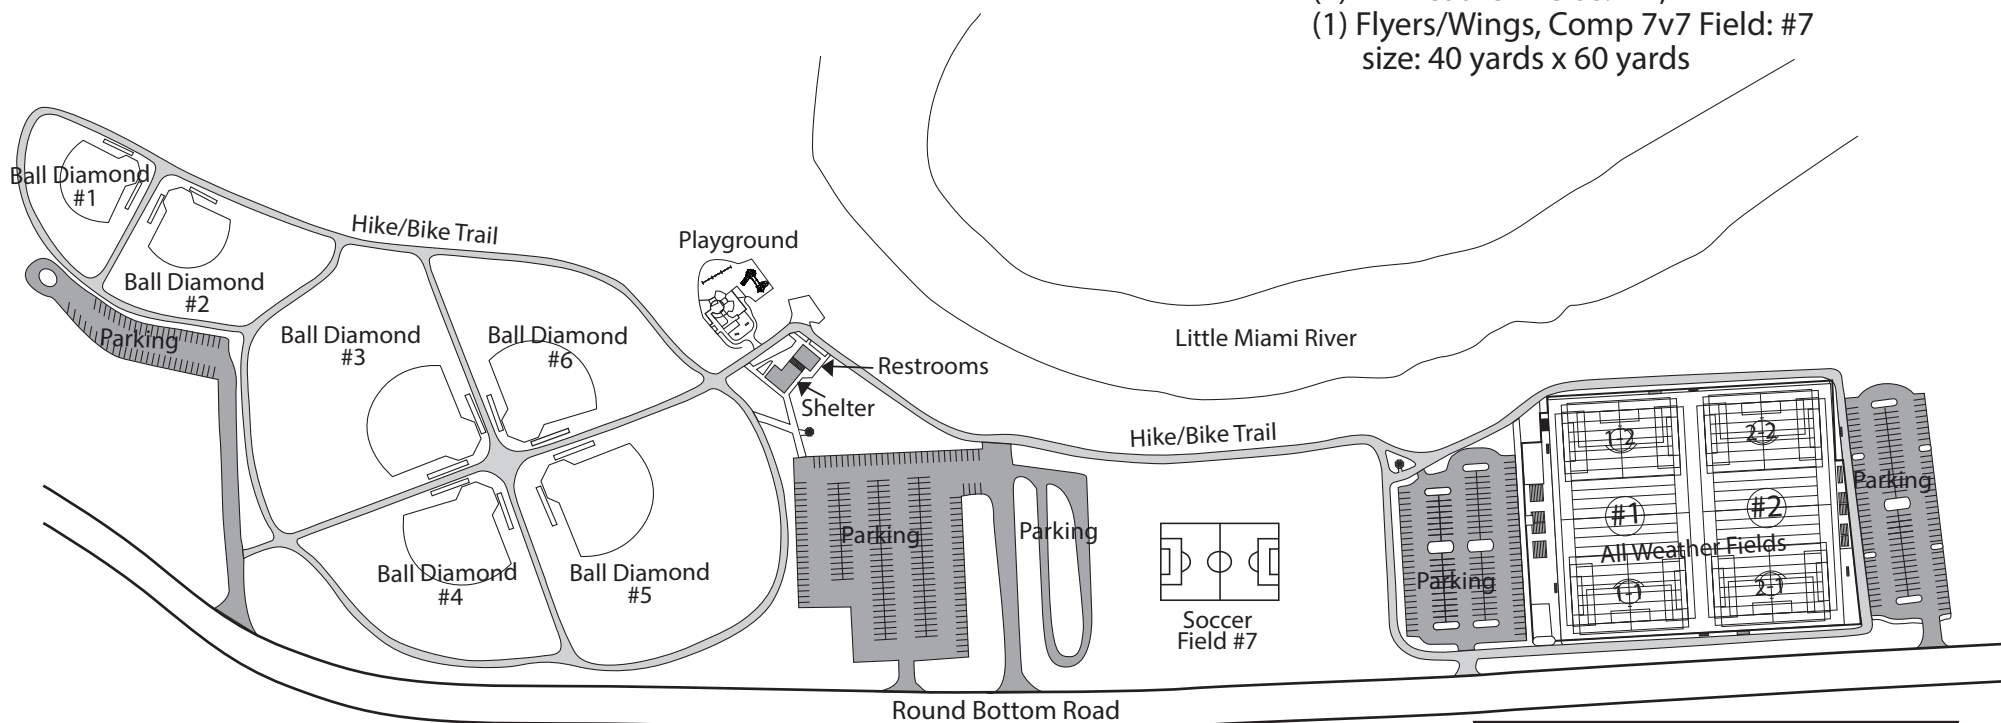 (1) Flyers/Wings, Comp 7v7 Field: #7
size: 40 yards x 60 yards
Ball Diamond
#1
Hike/Bike Trail
Playground
Ball Diamond
#2
Parking
Ball Diamond
#3
Ball Diamond
#6
Little Miami River
Restrooms
Shelter
Hike/Bike Trail
1-2
2-2
Parking
#1
#2
All Weather Fields
Parking
Parking
Parking
1-1
2-1
Ball Diamond
#4
Ball Diamond
#5
Soccer
Field #7
Round Bottom Road